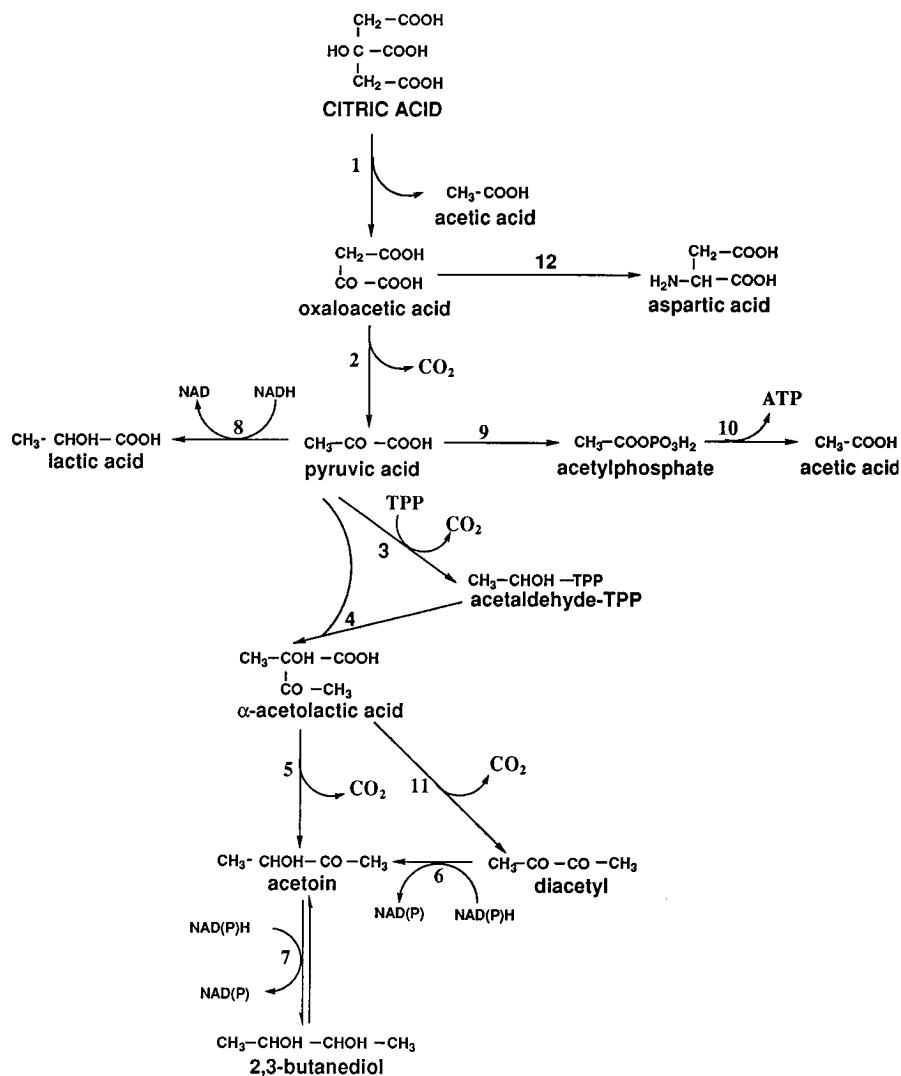 CH₂–COOH
HO C –COOH
CH₂–COOH
CITRIC ACID
1
CH₃-COOH
acetic acid
CH₂–COOH
CO –COOH
oxaloacetic acid
12
CH₂–COOH
H₂N–CH– COOH
aspartic acid
2
CO₂
NAD
NADH
ATP
CH₃- CHOH –COOH
8
CH₃–CO –COOH
9
CH₃–COOPO₃H₂
10
CH₃–COOH
lactic acid
pyruvic acid
acetylphosphate
acetic acid
TPP
CO₂
3
CH₃–CHOH –TPP
acetaldehyde-TPP
4
CH₃–COH –COOH
CO –CH₃
α-acetolactic acid
5
CO₂
11
CO₂
CH₃- CHOH– CO –CH₃
6
CH₃–CO –CO –CH₃
acetoin
diacetyl
NAD(P)
NAD(P)H
NAD(P)H
7
NAD(P)
CH₃–CHOH –CHOH –CH₃
2,3-butanediol